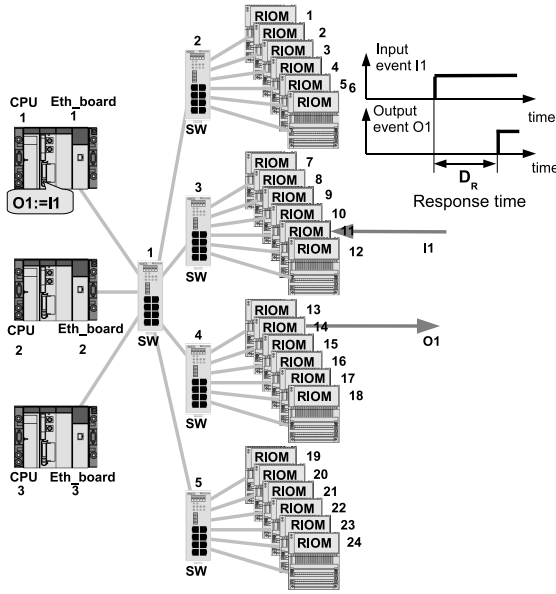 RIOM 1
RIOM 2
RIOM 3
RIOM 4
RIOM 5
RIOM 6
2
SW
Input
event I1
time
Output
event O1
time
D_R
Response time
CPU
1
Eth_board
1
O1:=I1
RIOM 7
RIOM 8
RIOM 9
RIOM 10
RIOM 11
RIOM 12
3
SW
I1
1
SW
CPU
2
Eth_board
2
RIOM 13
RIOM 14
RIOM 15
RIOM 16
RIOM 17
RIOM 18
4
SW
O1
CPU
3
Eth_board
3
RIOM 19
RIOM 20
RIOM 21
RIOM 22
RIOM 23
RIOM 24
5
SW